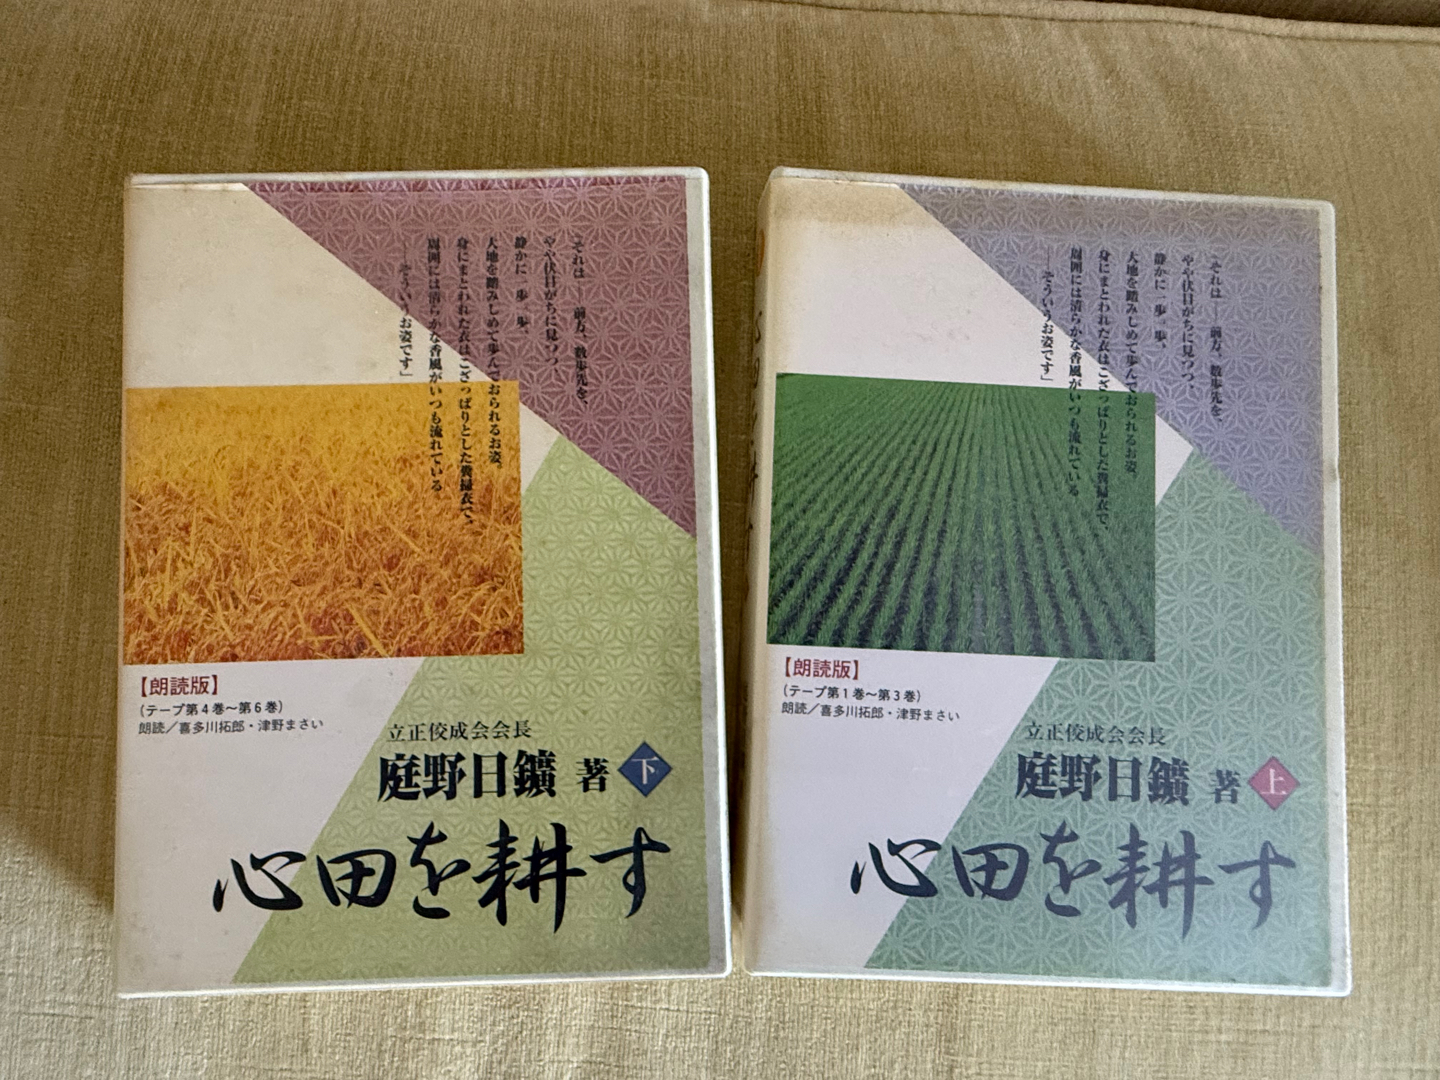 「それは――前方、数歩先を、
やや伏目がちに見つつ、
静かに一歩一歩、
大地を踏みしめて歩んでおられるお姿。
身にまとわれた衣はこざっぱりとした糞掃衣で、
周囲には清らかな香風がいつも流れている
――そういうお姿です」
【朗読版】
(テープ第4巻〜第6巻)
朗読／喜多川拓郎・津野まさい
立正佼成会会長
庭野日鑛 著 下
心田を耕す
「それは――前方、数歩先を、
やや伏目がちに見つつ、
静かに一歩一歩、
大地を踏みしめて歩んでおられるお姿
身にまとわれた衣はこざっぱりとした糞掃衣で、
周囲には清らかな香風がいつも流れている
――そういうお姿です」
【朗読版】
(テープ第1巻〜第3巻)
朗読／喜多川拓郎・津野まさい
立正佼成会会長
庭野日鑛 著 上
心田を耕す